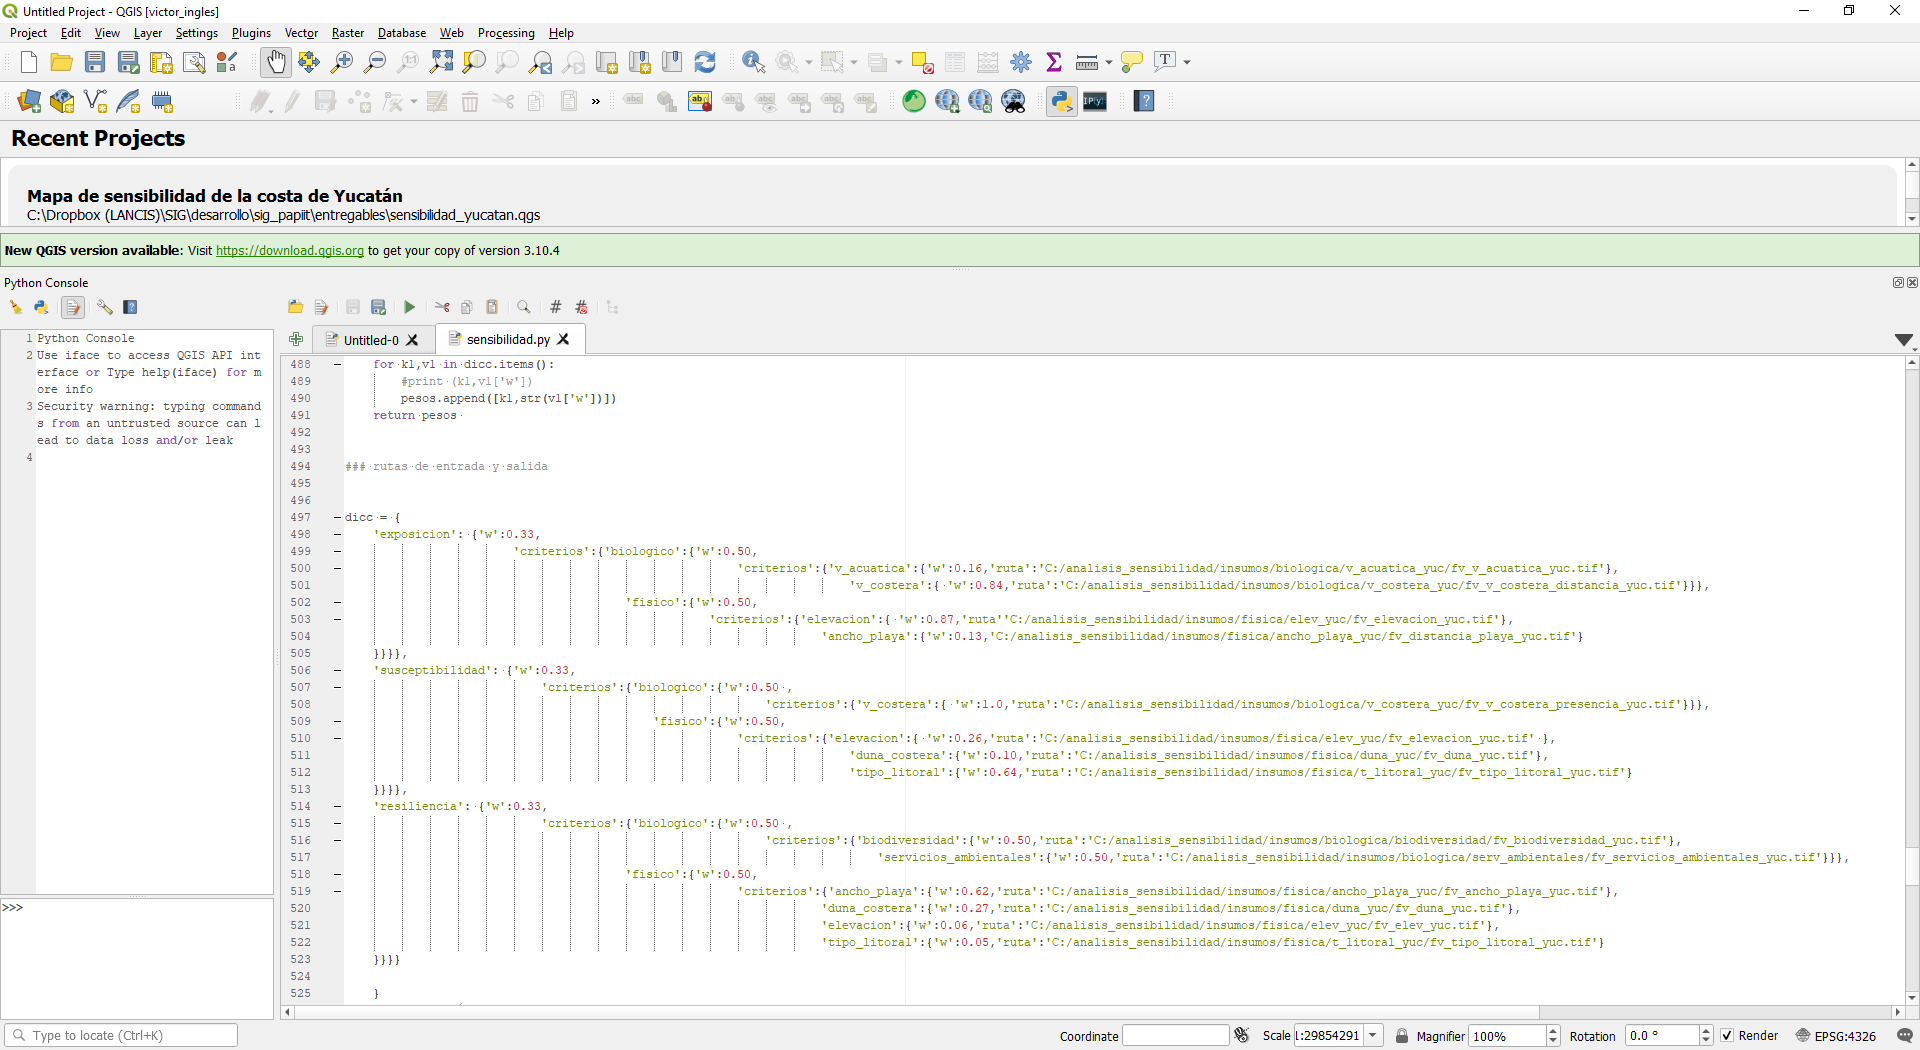 Untitled Project - QGIS [victor_ingles]
Project Edit View Layer Settings Plugins Vector Raster Database Web Processing Help
Recent Projects
Mapa de sensibilidad de la costa de Yucatán
C:\Dropbox (LANCIS)\SIG\desarrollo\sig_papiit\entregables\sensibilidad_yucatan.qgs
New QGIS version available: Visit https://download.qgis.org to get your copy of version 3.10.4
Python Console
1 Python Console
2 Use iface to access QGIS API int
erface or Type help(iface) for m
ore info
3 Security warning: typing command
s from an untrusted source can l
ead to data loss and/or leak
4
>>>
Untitled-0
sensibilidad.py
488 for k1,v1 in dicc.items():
489 #print (k1,v1['w'])
490 pesos.append([k1,str(v1['w'])])
491 return pesos
492
493
494 ### rutas de entrada y salida
495
496
497 dicc = {
498 'exposicion': {'w':0.33,
499 'criterios':{'biologico':{'w':0.50,
500 'criterios':{'v_acuatica':{'w':0.16,'ruta':'C:/analisis_sensibilidad/insumos/biologica/v_acuatica_yuc/fv_v_acuatica_yuc.tif'},
501 'v_costera':{ 'w':0.84,'ruta':'C:/analisis_sensibilidad/insumos/biologica/v_costera_yuc/fv_v_costera_distancia_yuc.tif'}}},
502 'fisico':{'w':0.50,
503 'criterios':{'elevacion':{ 'w':0.87,'ruta''C:/analisis_sensibilidad/insumos/fisica/elev_yuc/fv_elevacion_yuc.tif'},
504 'ancho_playa':{'w':0.13,'C:/analisis_sensibilidad/insumos/fisica/ancho_playa_yuc/fv_distancia_playa_yuc.tif'}
505 }}}},
506 'susceptibilidad': {'w':0.33,
507 'criterios':{'biologico':{'w':0.50 ,
508 'criterios':{'v_costera':{ 'w':1.0,'ruta':'C:/analisis_sensibilidad/insumos/biologica/v_costera_yuc/fv_v_costera_presencia_yuc.tif'}}},
509 'fisico':{'w':0.50,
510 'criterios':{'elevacion':{ 'w':0.26,'ruta':'C:/analisis_sensibilidad/insumos/fisica/elev_yuc/fv_elevacion_yuc.tif' },
511 'duna_costera':{'w':0.10,'ruta':'C:/analisis_sensibilidad/insumos/fisica/duna_yuc/fv_duna_yuc.tif'},
512 'tipo_litoral':{'w':0.64,'ruta':'C:/analisis_sensibilidad/insumos/fisica/t_litoral_yuc/fv_tipo_litoral_yuc.tif'}
513 }}}},
514 'resiliencia': {'w':0.33,
515 'criterios':{'biologico':{'w':0.50 ,
516 'criterios':{'biodiversidad':{'w':0.50,'ruta':'C:/analisis_sensibilidad/insumos/biologica/biodiversidad/fv_biodiversidad_yuc.tif'},
517 'servicios_ambientales':{'w':0.50,'ruta':'C:/analisis_sensibilidad/insumos/biologica/serv_ambientales/fv_servicios_ambientales_yuc.tif'}}},
518 'fisico':{'w':0.50,
519 'criterios':{'ancho_playa':{'w':0.62,'ruta':'C:/analisis_sensibilidad/insumos/fisica/ancho_playa_yuc/fv_ancho_playa_yuc.tif'},
520 'duna_costera':{'w':0.27,'ruta':'C:/analisis_sensibilidad/insumos/fisica/duna_yuc/fv_duna_yuc.tif'},
521 'elevacion':{'w':0.06,'ruta':'C:/analisis_sensibilidad/insumos/fisica/elev_yuc/fv_elev_yuc.tif'},
522 'tipo_litoral':{'w':0.05,'ruta':'C:/analisis_sensibilidad/insumos/fisica/t_litoral_yuc/fv_tipo_litoral_yuc.tif'}
523 }}}}
524
525 }
Type to locate (Ctrl+K)
Coordinate Scale 1:29854291 Magnifier 100% Rotation 0.0 ° Render EPSG:4326